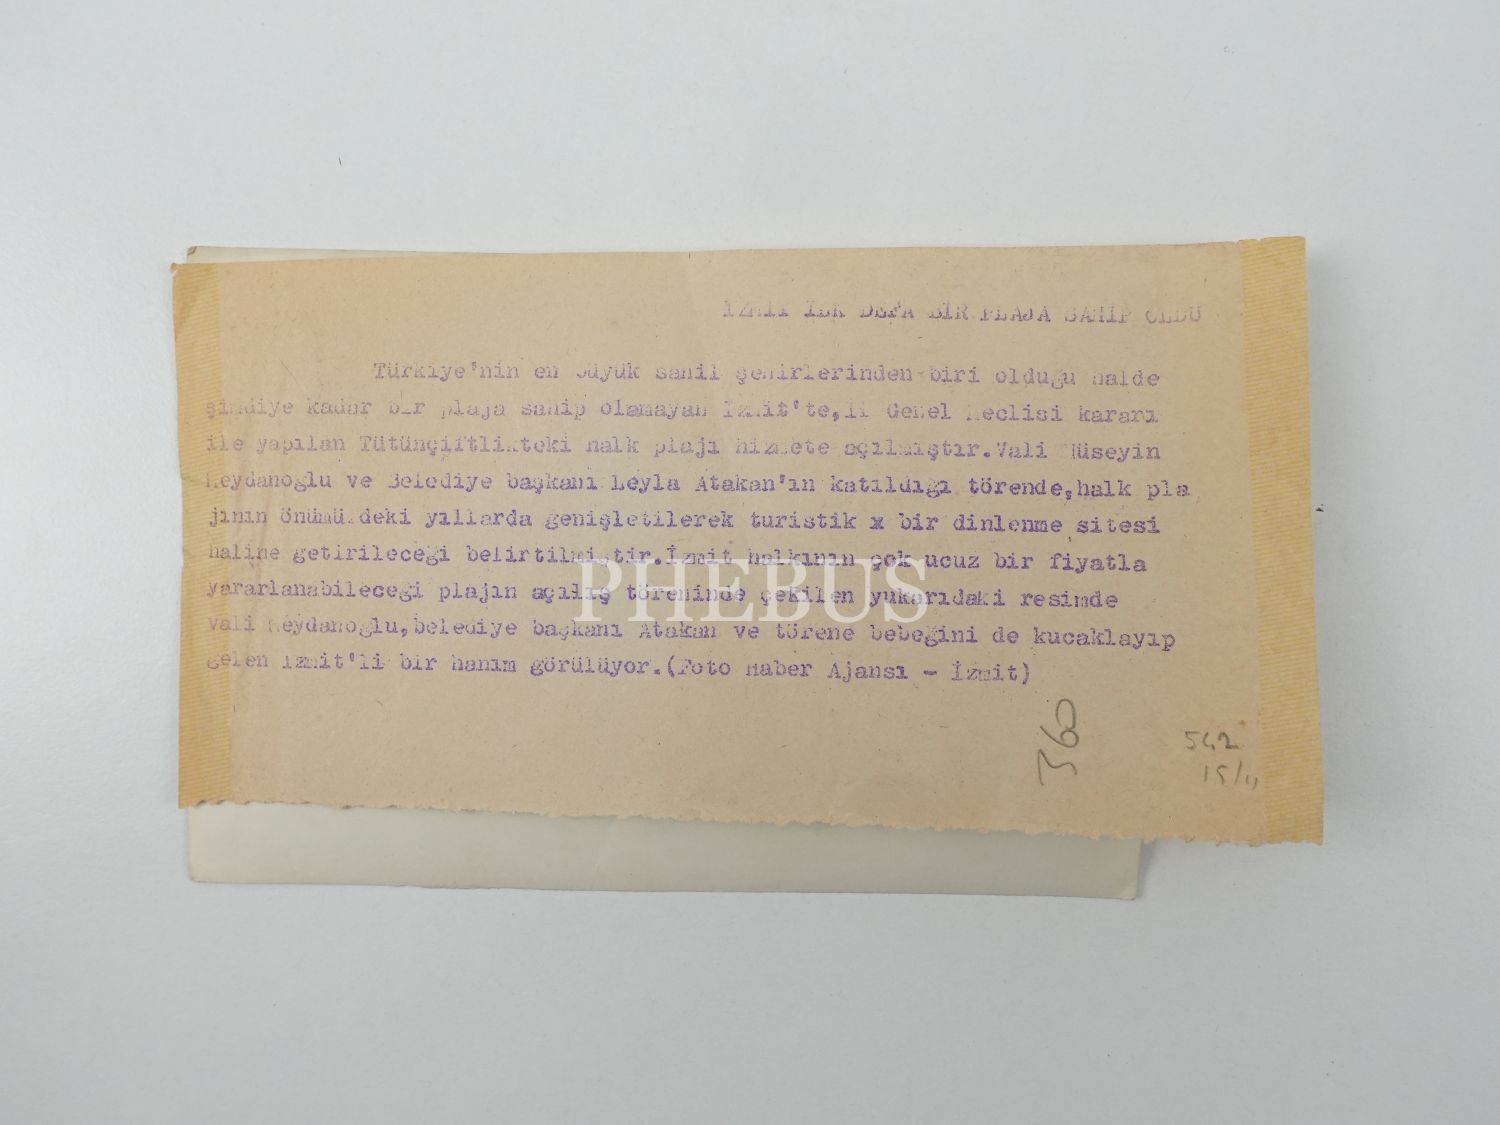 İZMİT İLK DEFA BİR PLAJA SAHİP OLDU
Türkiye'nin en büyük sahil şehirlerinden biri olduğu halde
şimdiye kadar bir plaja sahip olamayan İzmit'te,İl Genel Meclisi kararı
ile yapılan Tütünçiftlikteki halk plajı hizmete açılmıştır.Vali Hüseyin
Meydanoğlu ve Belediye başkanı Leyla Atakan'ın katıldığı törende,halk pla
jının önümüzdeki yıllarda genişletilerek turistik x bir dinlenme sitesi
haline getirileceği belirtilmiştir.İzmit halkının çok ucuz bir fiyatla
yararlanabileceği plajın açılış töreninde çekilen yukarıdaki resimde
Vali Meydanoğlu,belediye başkanı Atakan ve törene bebeğini de kucaklayıp
gelen İzmit'li bir hanım görülüyor.(Foto Haber Ajansı - İzmit)
PHEBUS
360
542
15/11